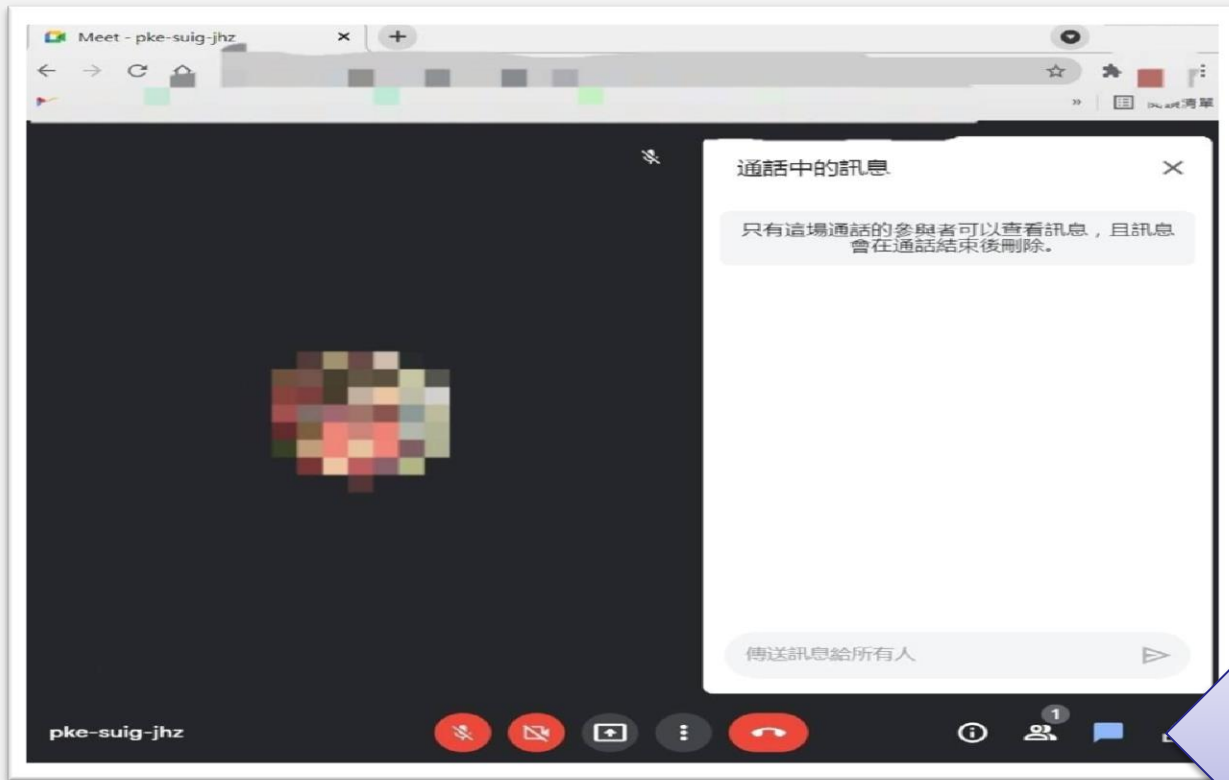 Meet - pke-suig-jhz
清單
通話中的訊息
只有這場通話的參與者可以查看訊息，且訊息
會在通話結束後刪除。
傳送訊息給所有人
pke-suig-jhz
1